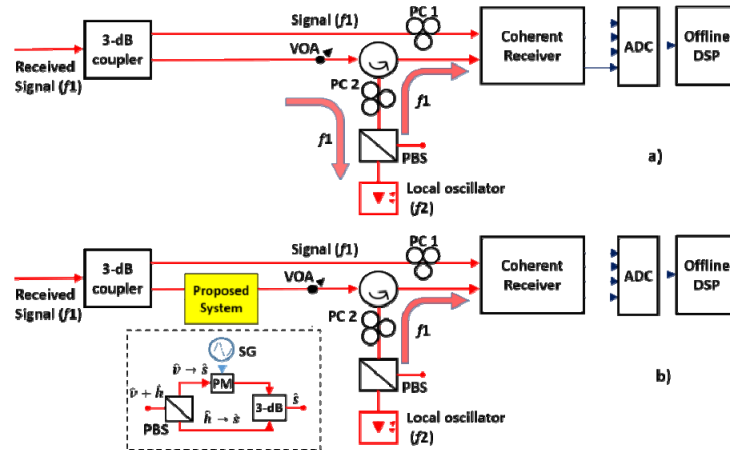 Signal (f1)
PC 1
3-dB
coupler
VOA
Received
Signal (f1)
PC 2
f1
f1
PBS
Local oscillator
(f2)
Coherent
Receiver
ADC
Offline
DSP
a)
Signal (f1)
PC 1
3-dB
coupler
Proposed
System
VOA
Received
Signal (f1)
PC 2
f1
PBS
Local oscillator
(f2)
Coherent
Receiver
ADC
Offline
DSP
b)
SG
v̂ → ŝ
PM
v̂ + ĥ
3-dB
ŝ
ĥ → ŝ
PBS